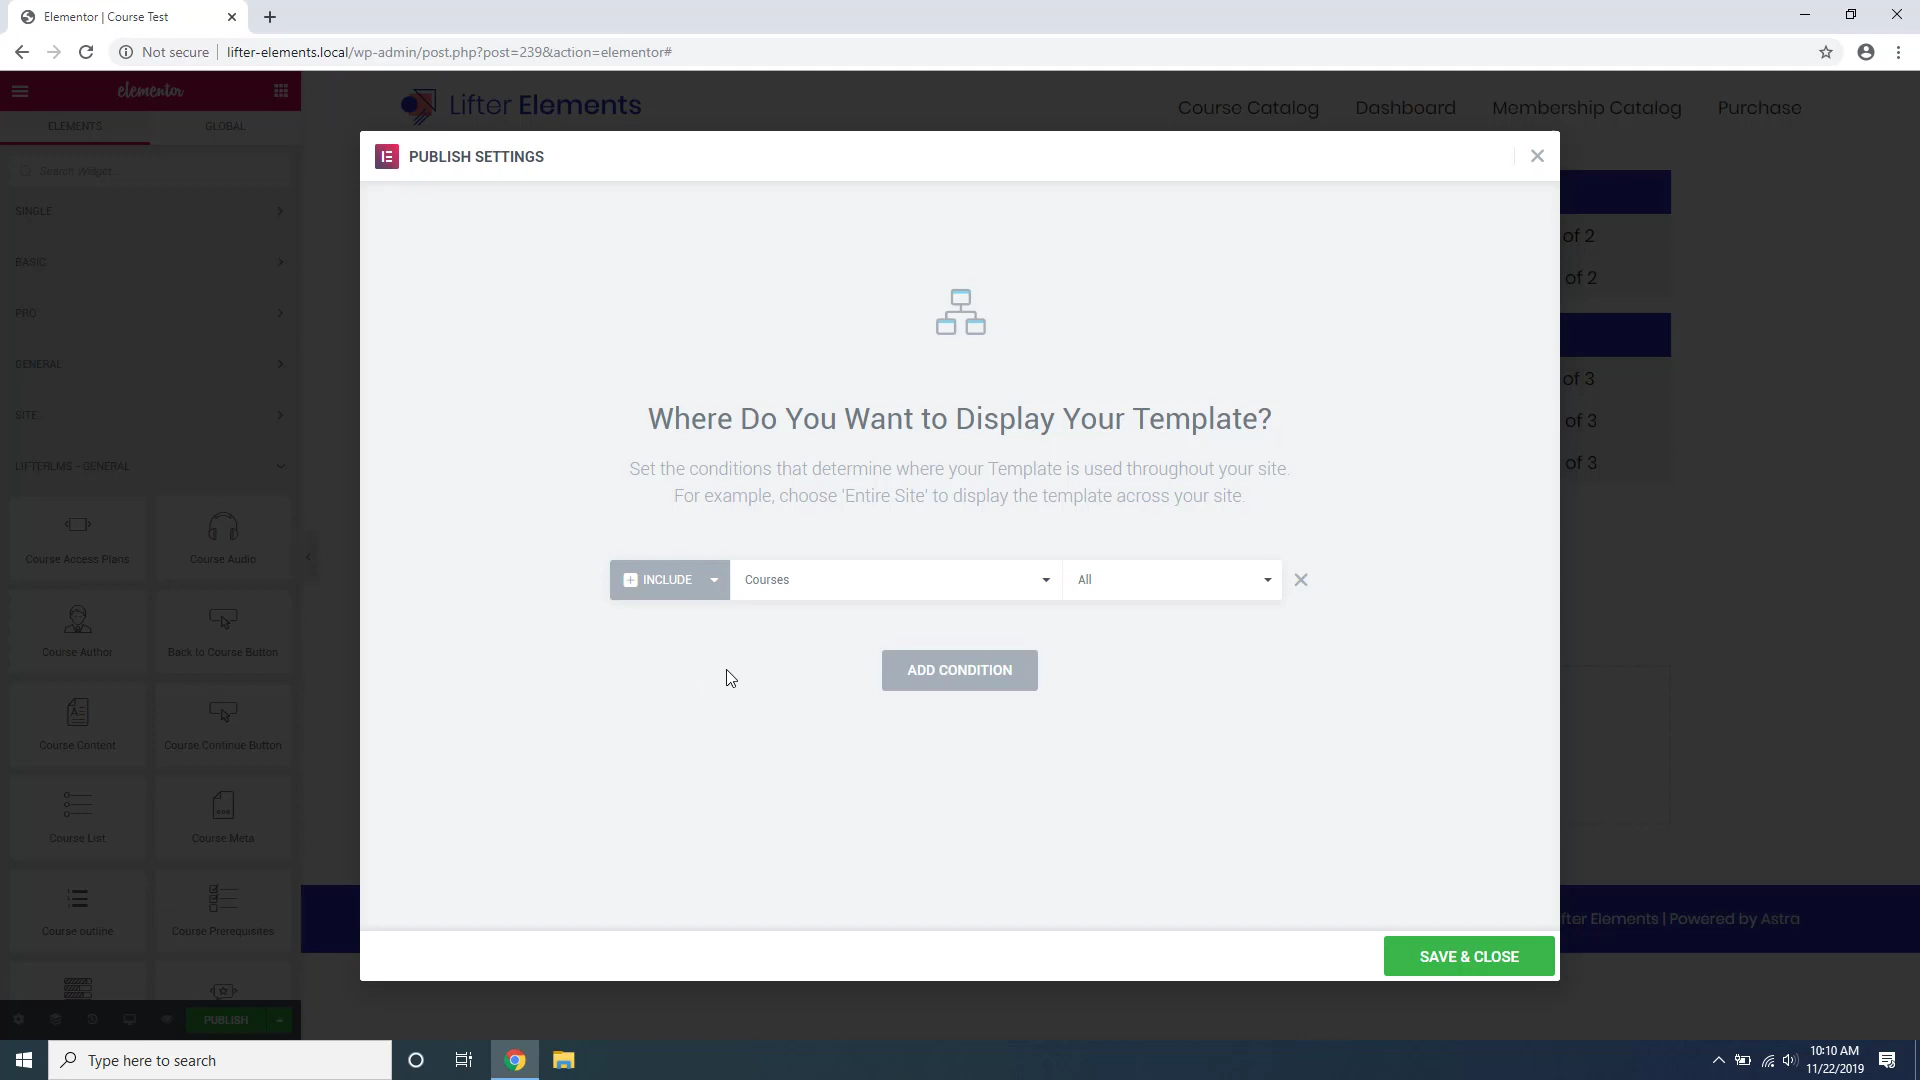 Elementor | Course Test
Not secure
lifter-elements.local/wp-admin/post.php?post=239&action=elementor#
elementor
ELEMENTS
GLOBAL
Search Widget...
SINGLE
BASIC
PRO
GENERAL
SITE
LIFTERLMS - GENERAL
Course Access Plans
Course Audio
Course Author
Back to Course Button
Course Content
Course Continue Button
Course List
Course Meta
Course outline
Course Prerequisites
PUBLISH
Lifter Elements
Course Catalog
Dashboard
Membership Catalog
Purchase
PUBLISH SETTINGS
Where Do You Want to Display Your Template?
Set the conditions that determine where your Template is used throughout your site.
For example, choose 'Entire Site' to display the template across your site.
INCLUDE
Courses
All
ADD CONDITION
SAVE & CLOSE
of 2
of 2
of 3
of 3
of 3
fter Elements | Powered by Astra
Type here to search
10:10 AM
11/22/2019